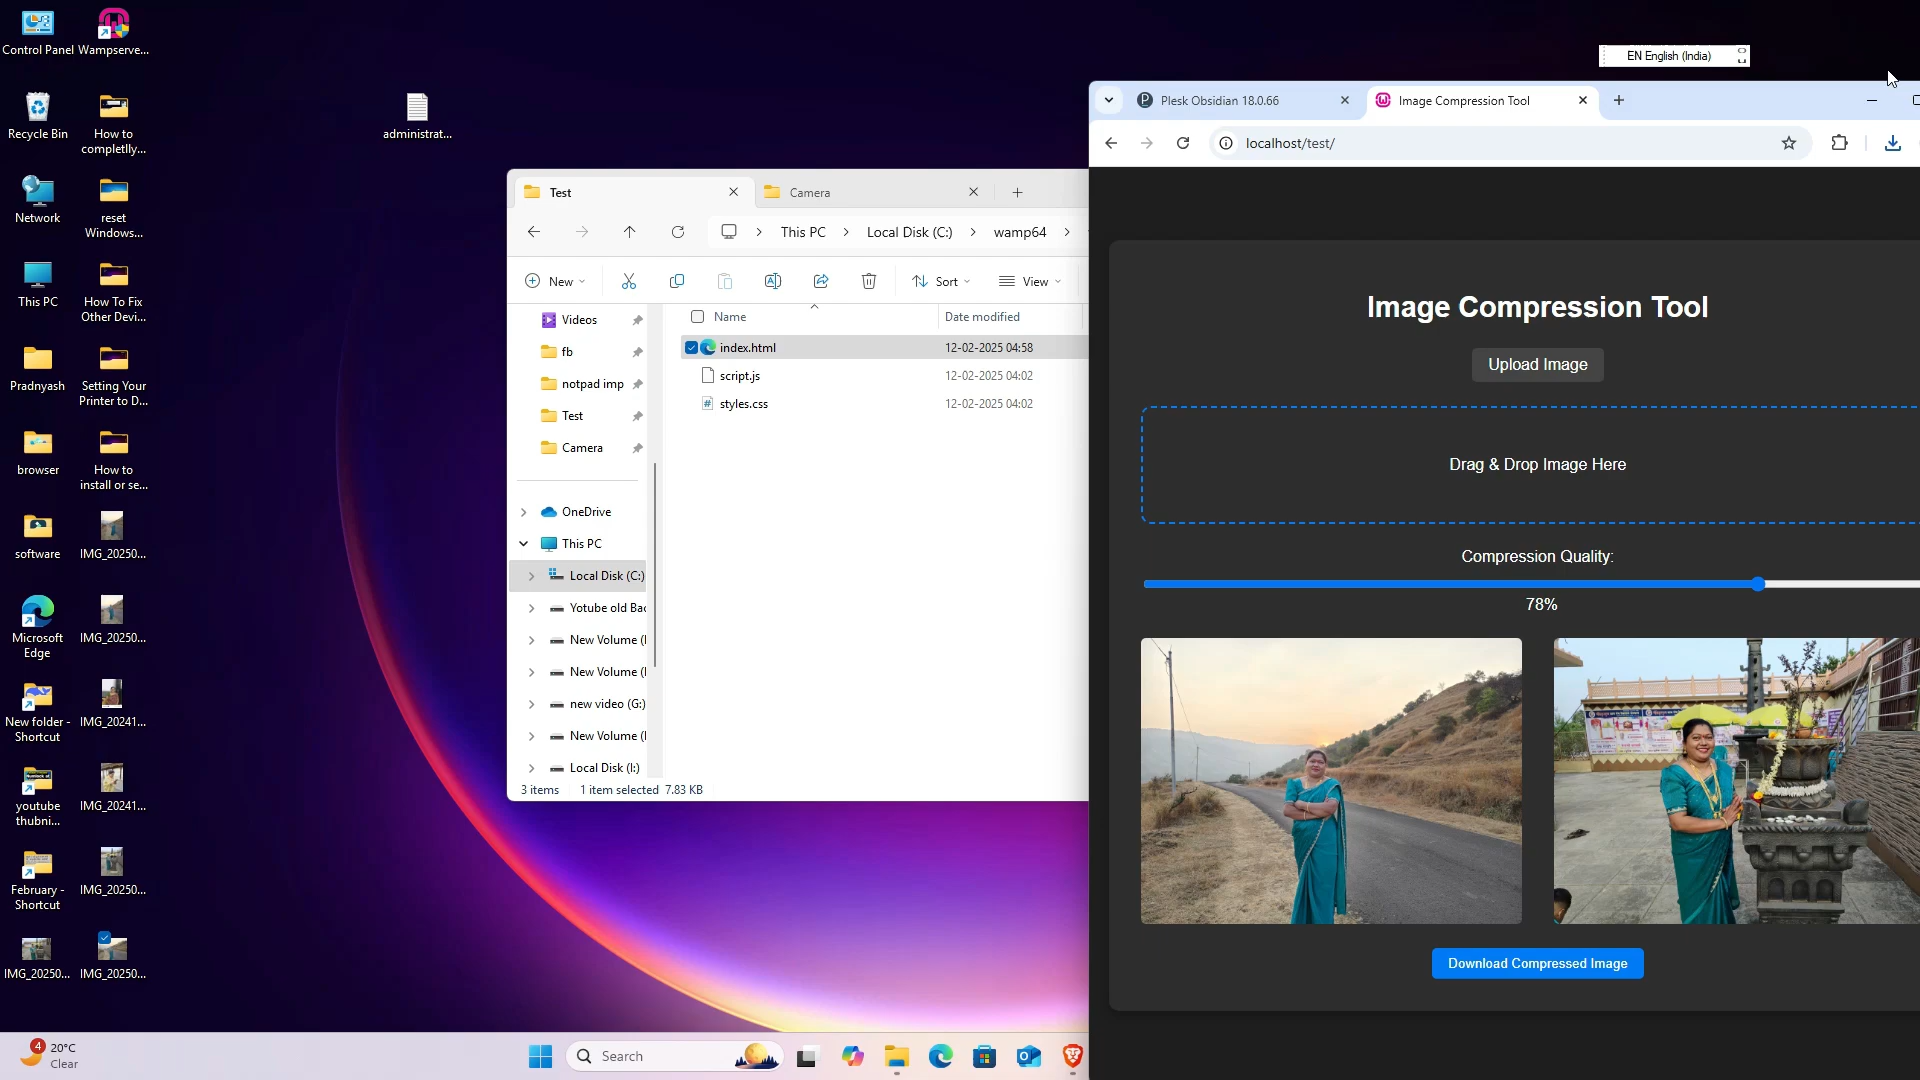 Control Panel
Wampserve...
Recycle Bin
How to
completlly...
Network
reset
Windows...
This PC
How To Fix
Other Devi...
Pradnyash
Setting Your
Printer to D...
browser
How to
install or se...
software
IMG_20250...
Microsoft
Edge
IMG_20250...
New folder -
Shortcut
IMG_20241...
Numlock at
youtube
thubni...
IMG_20241...
February -
Shortcut
IMG_20250...
IMG_20250...
IMG_20250...
administrat...
Test
Camera
This PC
Local Disk (C:)
wamp64
New
Sort
View
Name
Date modified
Videos
fb
notpad imp
Test
Camera
OneDrive
This PC
Local Disk (C:)
Yotube old Bac
New Volume (
New Volume (
new video (G:)
New Volume (
Local Disk (I:)
index.html
12-02-2025 04:58
script.js
12-02-2025 04:02
styles.css
12-02-2025 04:02
3 items
1 item selected 7.83 KB
EN English (India)
Plesk Obsidian 18.0.66
Image Compression Tool
localhost/test/
Image Compression Tool
Upload Image
Drag & Drop Image Here
Compression Quality:
78%
Download Compressed Image
4
20°C
Clear
Search